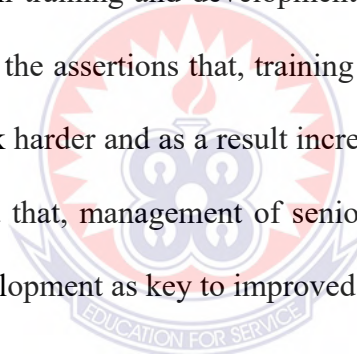 training and development
the assertions that, training
harder and as a result incre
that, management of senio
lopment as key to improved
EDUCATION FOR SERVICE